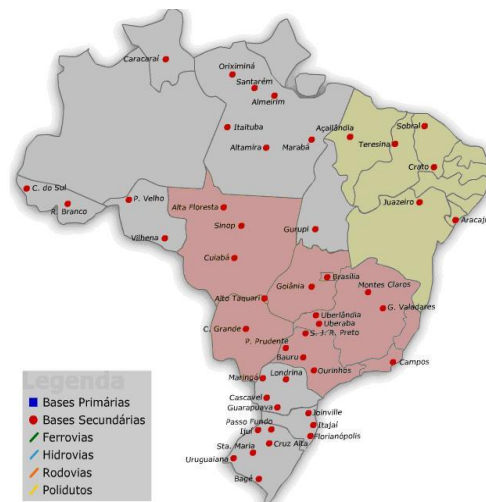 Caracaraí
Oriximiná
Santarém
Almeirim
Itaituba
Altamira
Marabá
Açailândia
Sobral
Teresina
Crato
C. do Sul
R. Branco
P. Velho
Vilhena
Alta Floresta
Sinop
Gurupi
Juazeiro
Aracaju
Cuiabá
Brasília
Goiânia
Montes Claros
Alto Taquari
G. Valadares
Uberlândia
Uberaba
C. Grande
S. J. R. Preto
P. Prudente
Bauru
Ourinhos
Campos
Londrina
Maringá
Cascavel
Guarapuava
Joinville
Itajaí
Florianópolis
Passo Fundo
Ijuí
Cruz Alta
Sta. Maria
Uruguaiana
Bagé
Legenda
Bases Primárias
Bases Secundárias
Ferrovias
Hidrovias
Rodovias
Polidutos